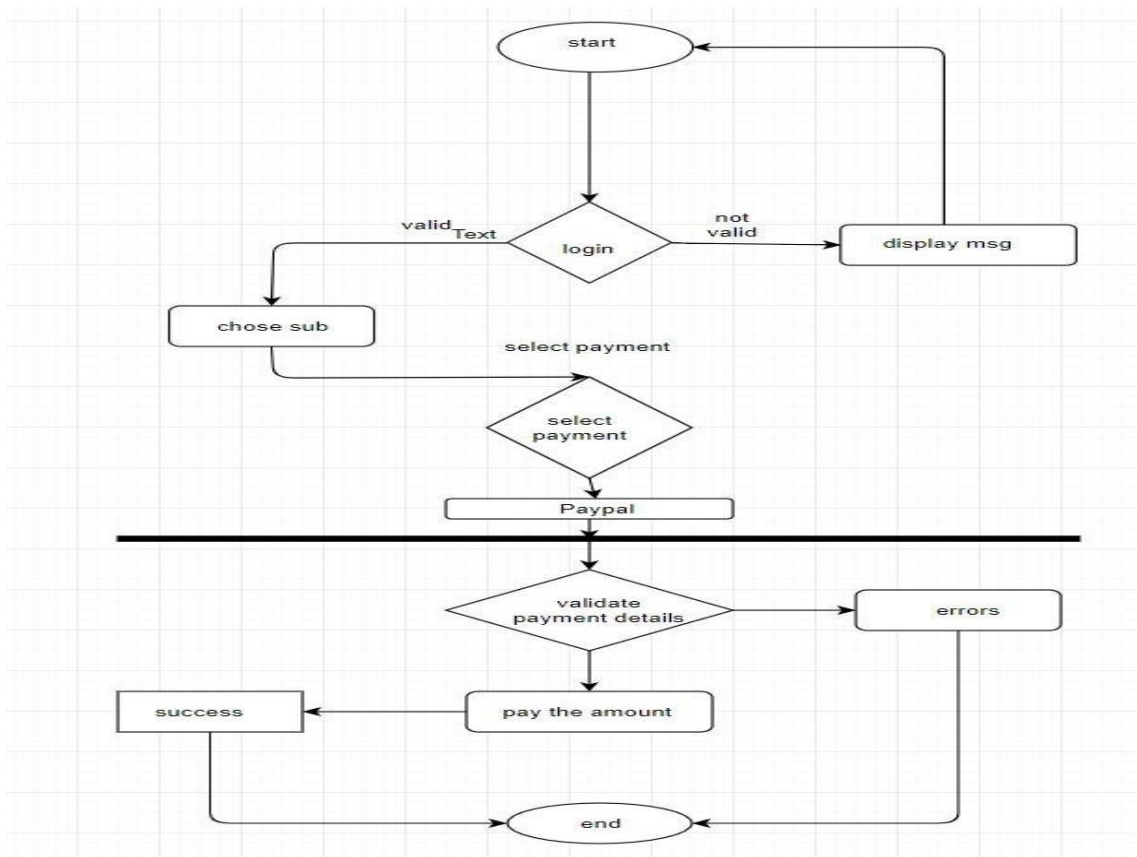 start
valid
Text
login
not
valid
display msg
chose sub
select payment
select
payment
Paypal
validate
payment details
errors
success
pay the amount
end